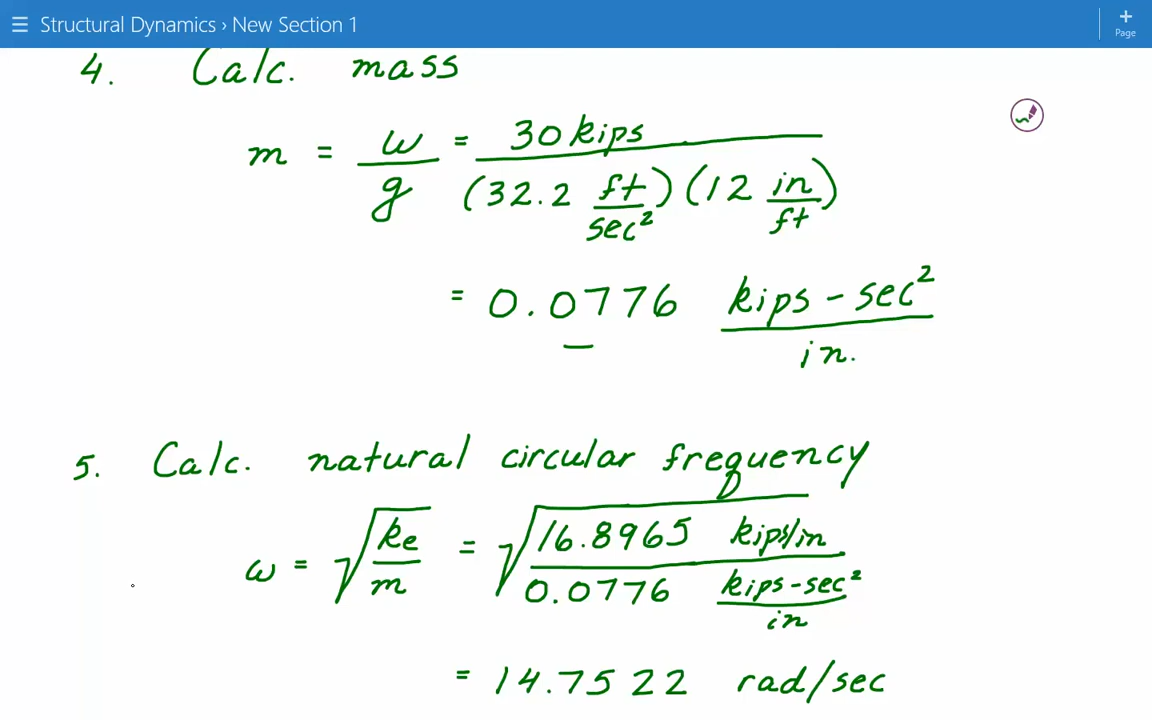 Structural Dynamics › New Section 1
+
Page
4. Calc. mass
m = w/g = 30 kips / (32.2 ft/sec²)(12 in/ft)
= 0.0776 kips-sec²/in.
5. Calc. natural circular frequency
ω = √(ke/m) = √(16.8965 kips/in / 0.0776 kips-sec²/in)
= 14.7522 rad/sec